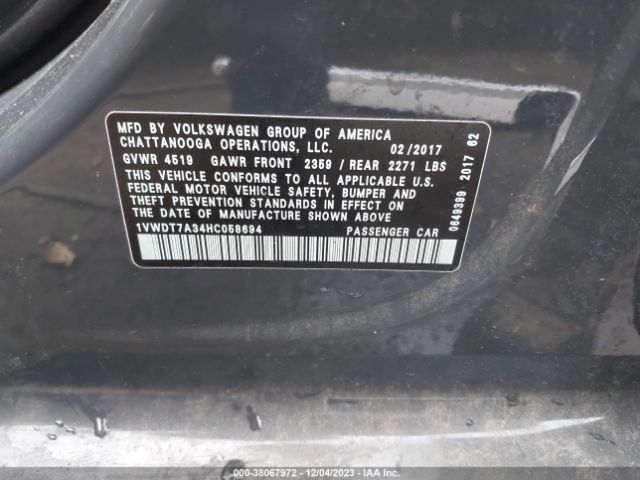 MFD BY VOLKSWAGEN GROUP OF AMERICA
CHATTANOOGA OPERATIONS, LLC. 02/2017
GVWR 4519 GAWR FRONT 2359 / REAR 2271 LBS
THIS VEHICLE CONFORMS TO ALL APPLICABLE U.S.
FEDERAL MOTOR VEHICLE SAFETY, BUMPER AND
THEFT PREVENTION STANDARDS IN EFFECT ON
THE DATE OF MANUFACTURE SHOWN ABOVE
1VWDT7A34HC058694 PASSENGER CAR
0649399 2017 62
000-38067972 - 12/04/2023 - IAA Inc.